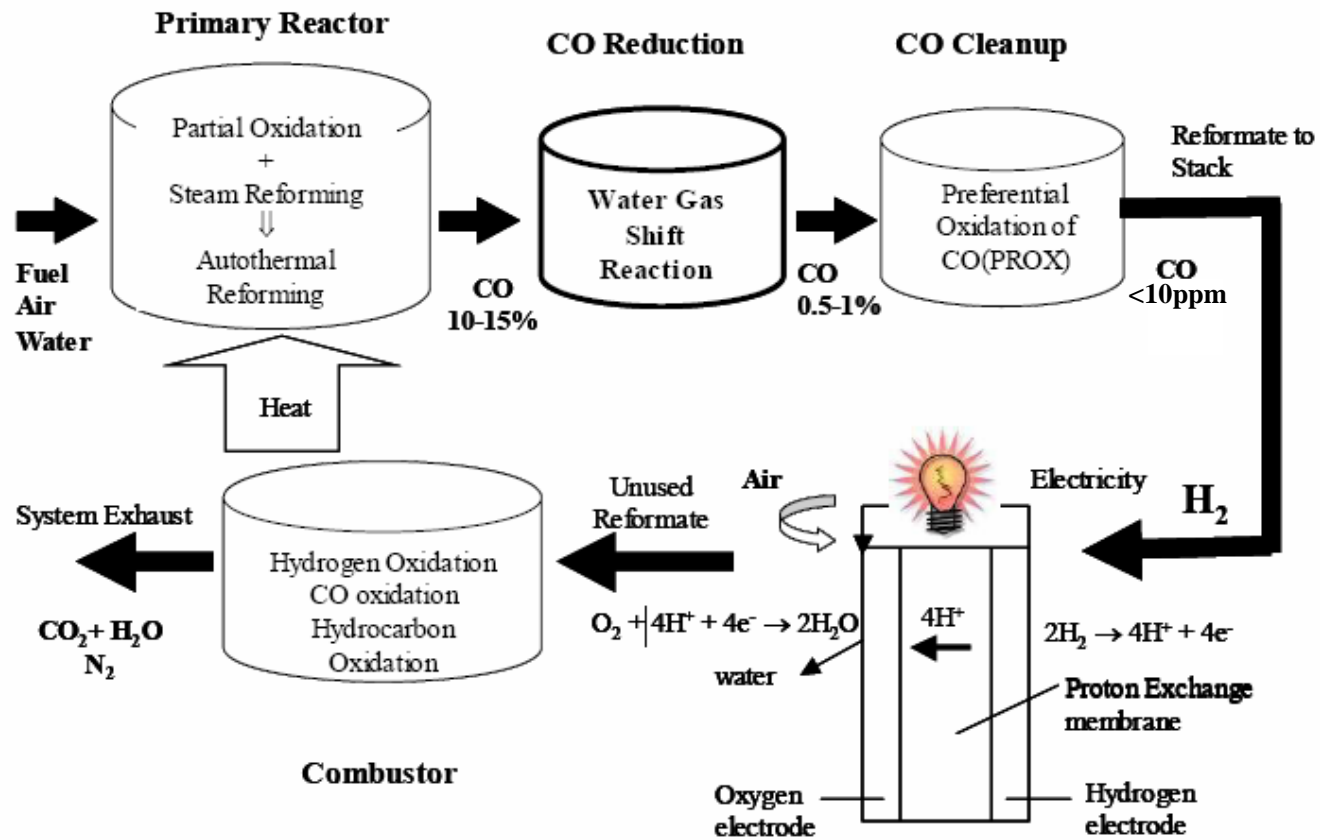 Primary Reactor
CO Reduction
CO Cleanup
Partial Oxidation
+
Steam Reforming
⇓
Autothermal
Reforming
Fuel
Air
Water
CO
10-15%
Water Gas
Shift
Reaction
CO
0.5-1%
Preferential
Oxidation of
CO(PROX)
Reformate to
Stack
CO
<10ppm
Heat
H₂
Electricity
Air
Unused
Reformate
System Exhaust
Hydrogen Oxidation
CO oxidation
Hydrocarbon
Oxidation
CO₂+ H₂O
N₂
Combustor
O₂ + 4H⁺ + 4e⁻ → 2H₂O
water
4H⁺
2H₂ → 4H⁺ + 4e⁻
Proton Exchange
membrane
Oxygen
electrode
Hydrogen
electrode